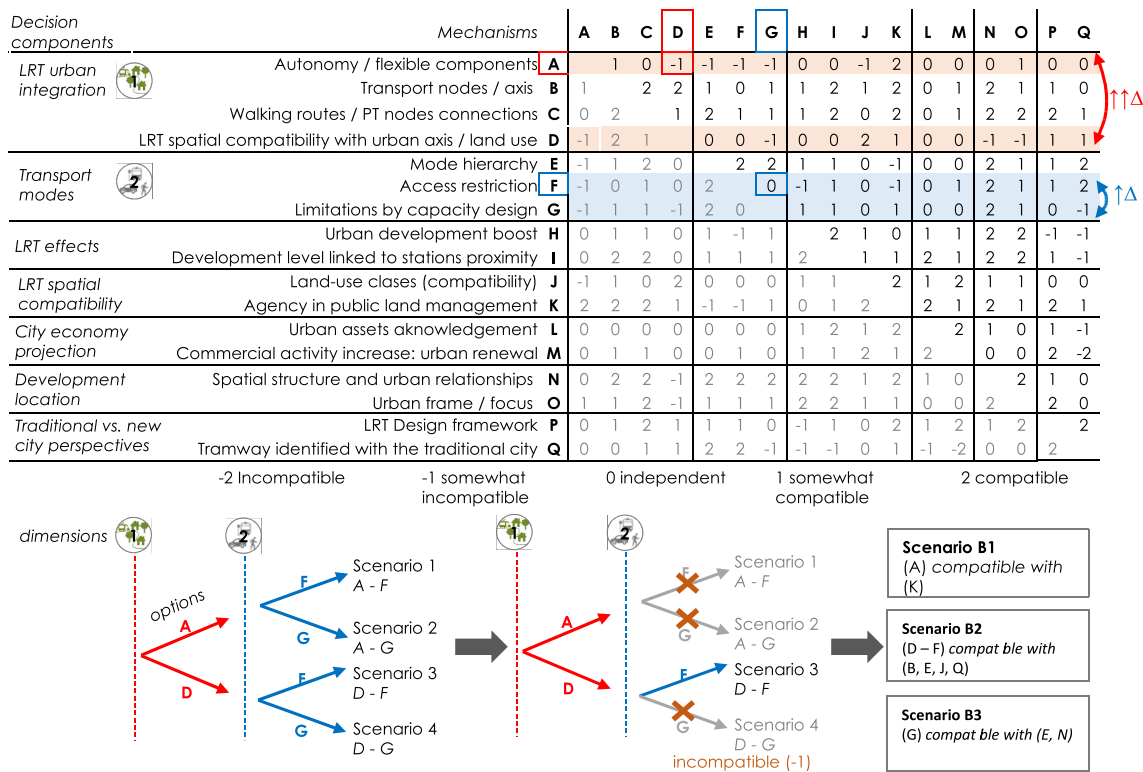 Decision components
Mechanisms A B C D E F G H I J K L M N O P Q
LRT urban integration
1
Autonomy / flexible components A 1 0 -1 -1 -1 -1 0 0 -1 2 0 0 0 1 0 0
Transport nodes / axis B 1 2 2 1 0 1 1 2 1 2 0 1 2 1 1 0
Walking routes / PT nodes connections C 0 2 1 2 1 1 1 2 0 2 0 1 2 2 2 1
LRT spatial compatibility with urban axis / land use D -1 2 1 0 0 -1 0 0 2 1 0 0 -1 -1 1 1
↑↑Δ
Transport modes
2
Mode hierarchy E -1 1 2 0 2 2 1 1 0 -1 0 0 2 1 1 2
Access restriction F -1 0 1 0 2 0 -1 1 0 -1 0 1 2 1 1 2
Limitations by capacity design G -1 1 1 -1 2 0 1 1 0 1 0 0 2 1 0 -1
↑Δ
LRT effects
Urban development boost H 0 1 1 0 1 -1 1 2 1 0 1 1 2 2 -1 -1
Development level linked to stations proximity I 0 2 2 0 1 1 1 2 1 1 2 1 2 2 1 -1
LRT spatial compatibility
Land-use clases (compatibility) J -1 1 0 2 0 0 0 1 1 2 1 2 1 1 0 0
Agency in public land management K 2 2 2 1 -1 -1 1 0 1 2 2 1 2 1 2 1
City economy projection
Urban assets aknowledgement L 0 0 0 0 0 0 0 1 2 1 2 2 1 0 1 -1
Commercial activity increase: urban renewal M 0 1 1 0 0 1 0 1 1 2 1 2 0 0 2 -2
Development location
Spatial structure and urban relationships N 0 2 2 -1 2 2 2 2 2 1 2 1 0 2 1 0
Urban frame / focus O 1 1 2 -1 1 1 1 2 2 1 1 0 0 2 2 0
Traditional vs. new city perspectives
LRT Design framework P 0 1 2 1 1 1 0 -1 1 0 2 1 2 1 2 2
Tramway identified with the traditional city Q 0 0 1 1 2 2 -1 -1 -1 0 1 -1 -2 0 0 2
-2 Incompatible
-1 somewhat incompatible
0 independent
1 somewhat compatible
2 compatible
dimensions
1
2
options
A
D
F
G
F
G
Scenario 1
A - F
Scenario 2
A - G
Scenario 3
D - F
Scenario 4
D - G
1
2
A
D
F
G
F
G
Scenario 1
A - F
Scenario 2
A - G
Scenario 3
D - F
Scenario 4
D - G
incompatible (-1)
Scenario B1
(A) compatible with
(K)
Scenario B2
(D – F) compat ble with
(B, E, J, Q)
Scenario B3
(G) compat ble with (E, N)